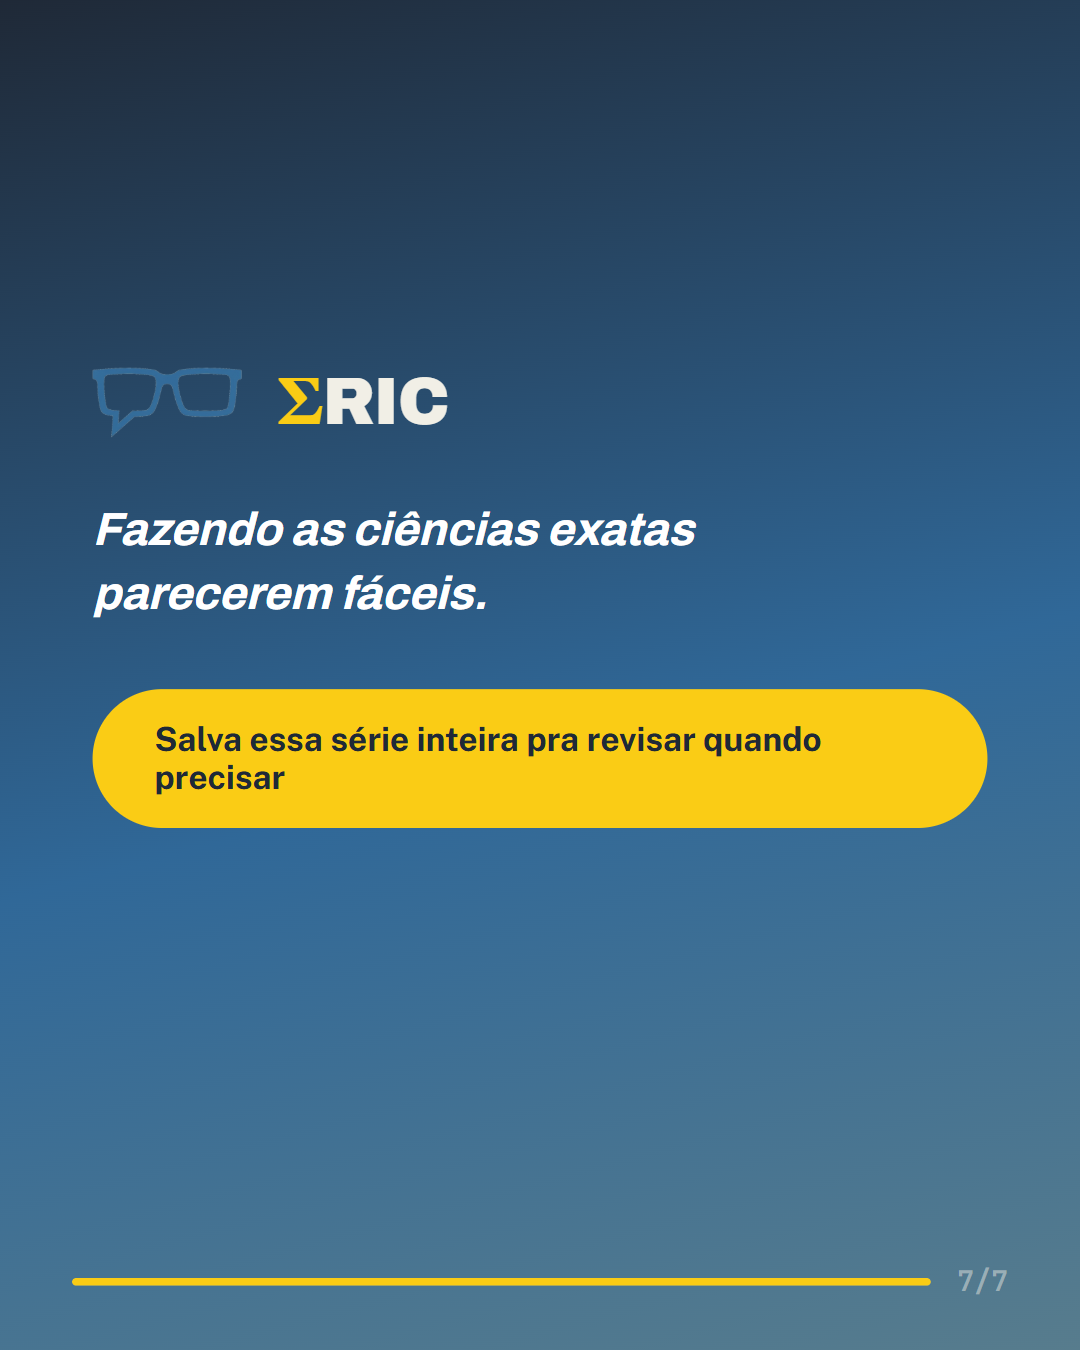 ΣRIC
Fazendo as ciências exatas
parecerem fáceis.
Salva essa série inteira pra revisar quando
precisar
7/7